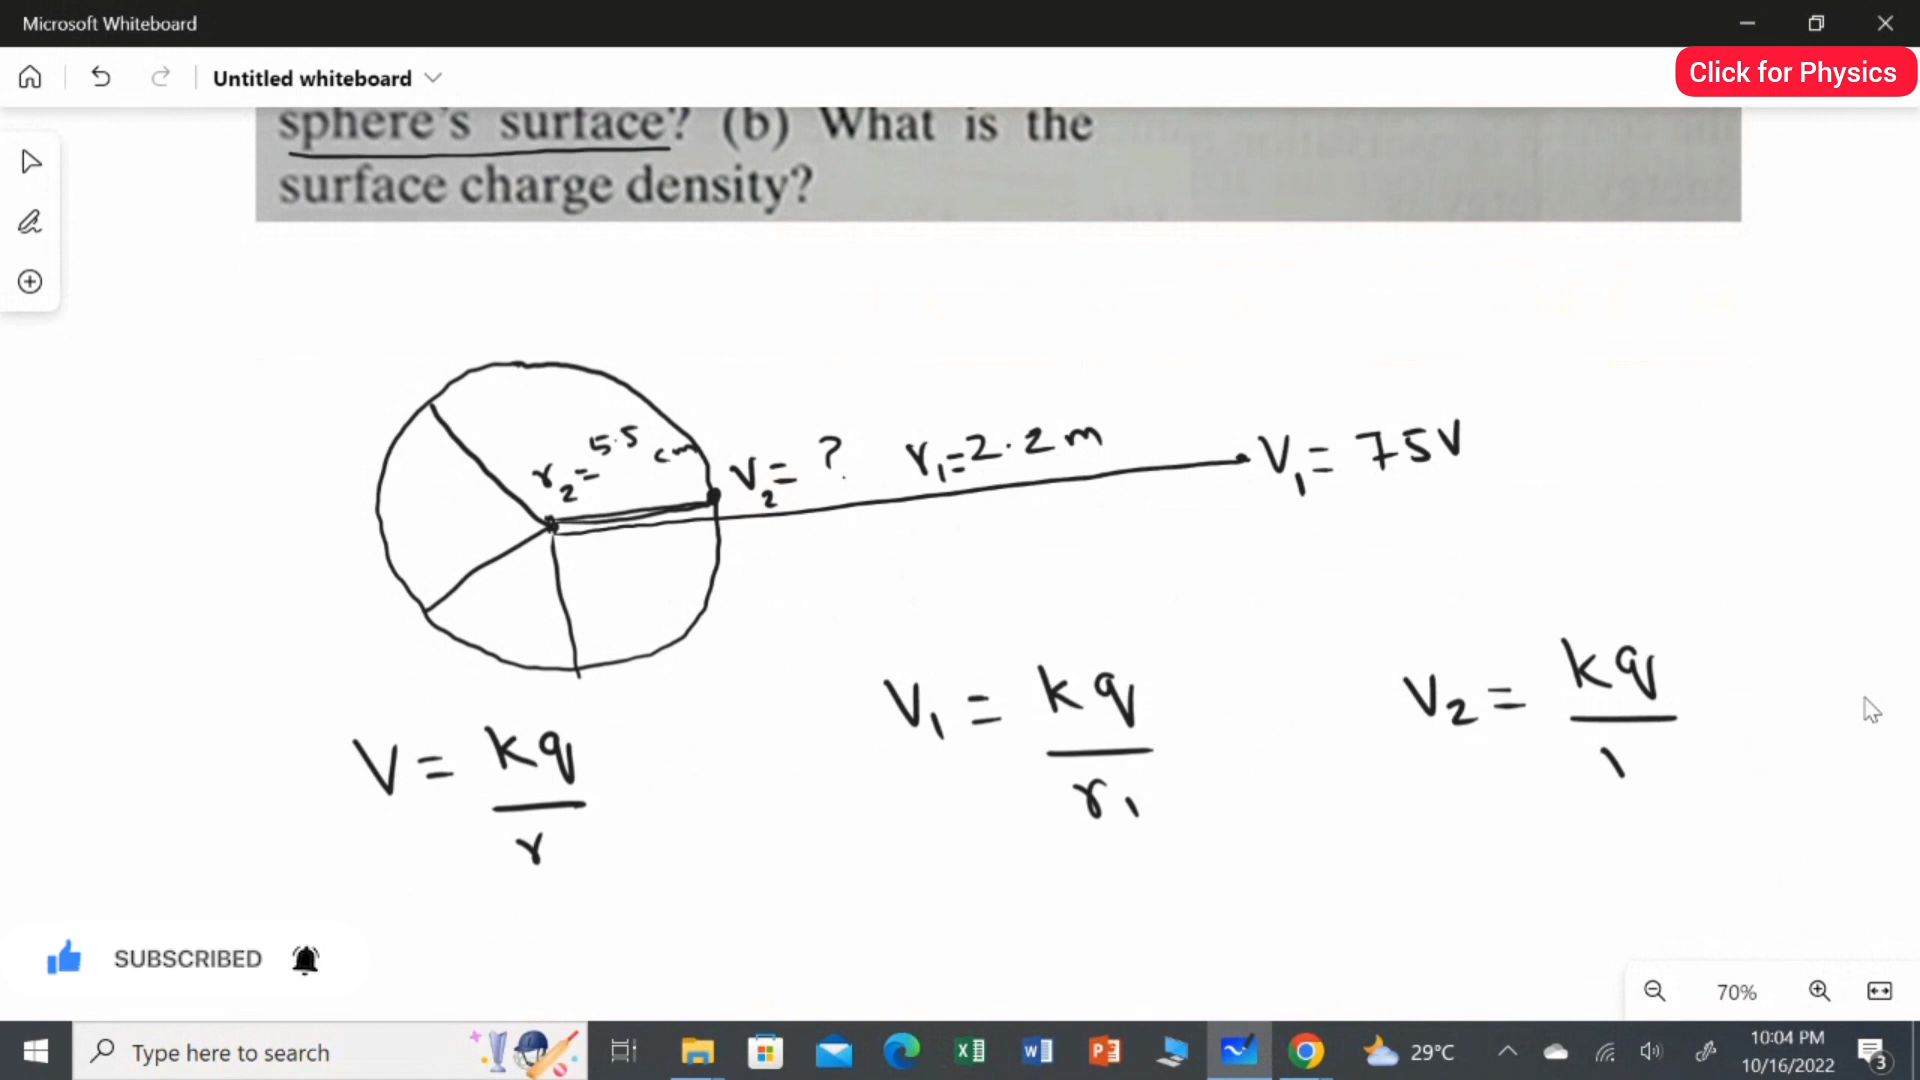 Microsoft Whiteboard
Untitled whiteboard
Click for Physics
sphere's surface? (b) What is the
surface charge density?
r₂ = 5.5 cm
V₂ = ?
r₁ = 2.2 m
V₁ = 75V
V = kq
r
V₁ = kq
r₁
V₂ = kq
SUBSCRIBED
70%
Type here to search
29°C
10:04 PM
10/16/2022
3